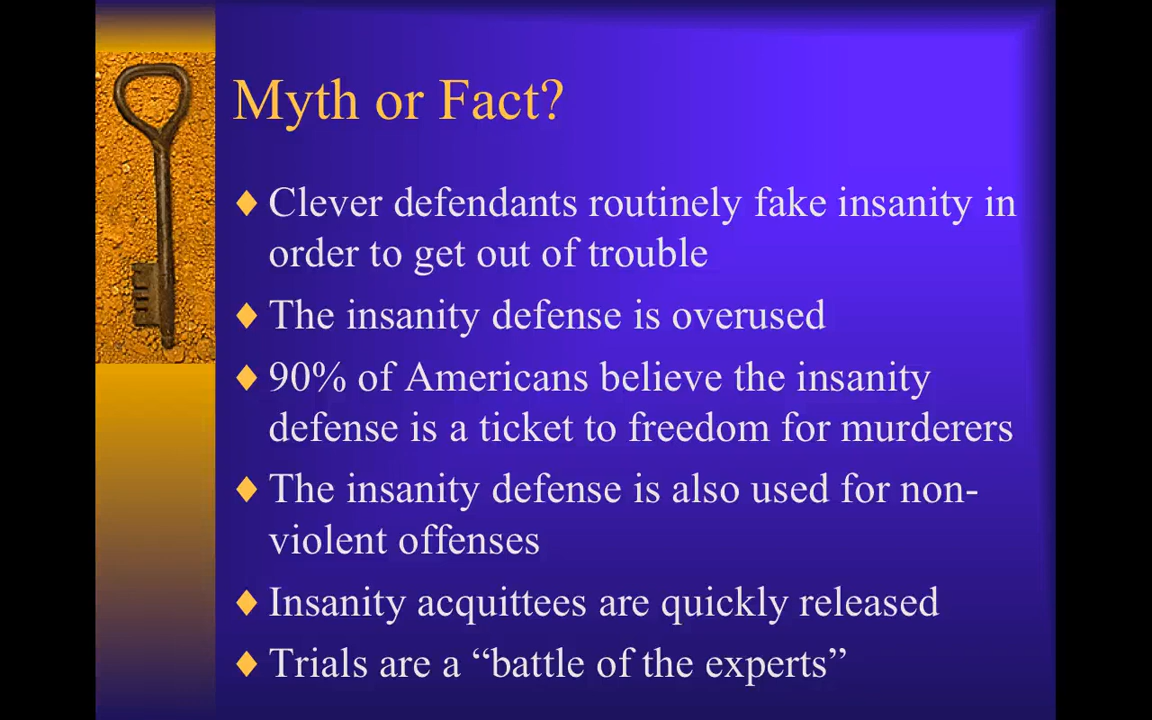 Myth or Fact?
Clever defendants routinely fake insanity in
order to get out of trouble
The insanity defense is overused
90% of Americans believe the insanity
defense is a ticket to freedom for murderers
The insanity defense is also used for non-
violent offenses
Insanity acquittees are quickly released
Trials are a “battle of the experts”